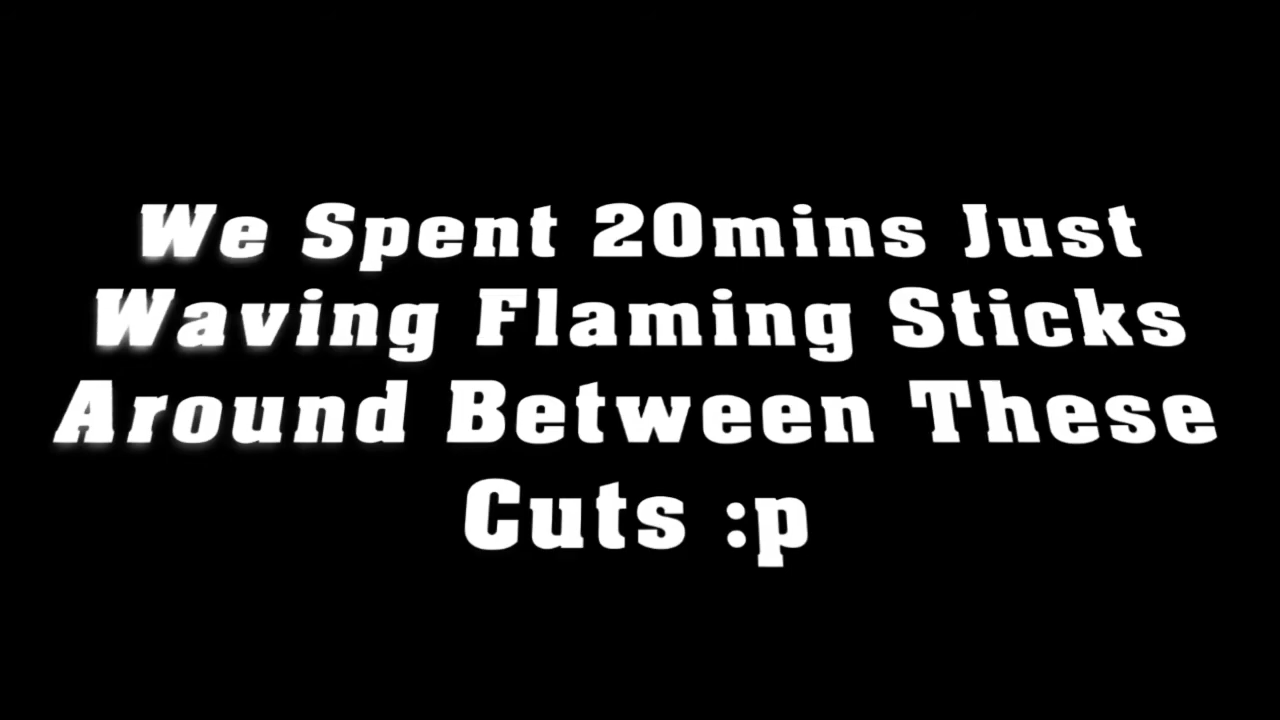 We Spent 20mins Just
Waving Flaming Sticks
Around Between These
Cuts :p